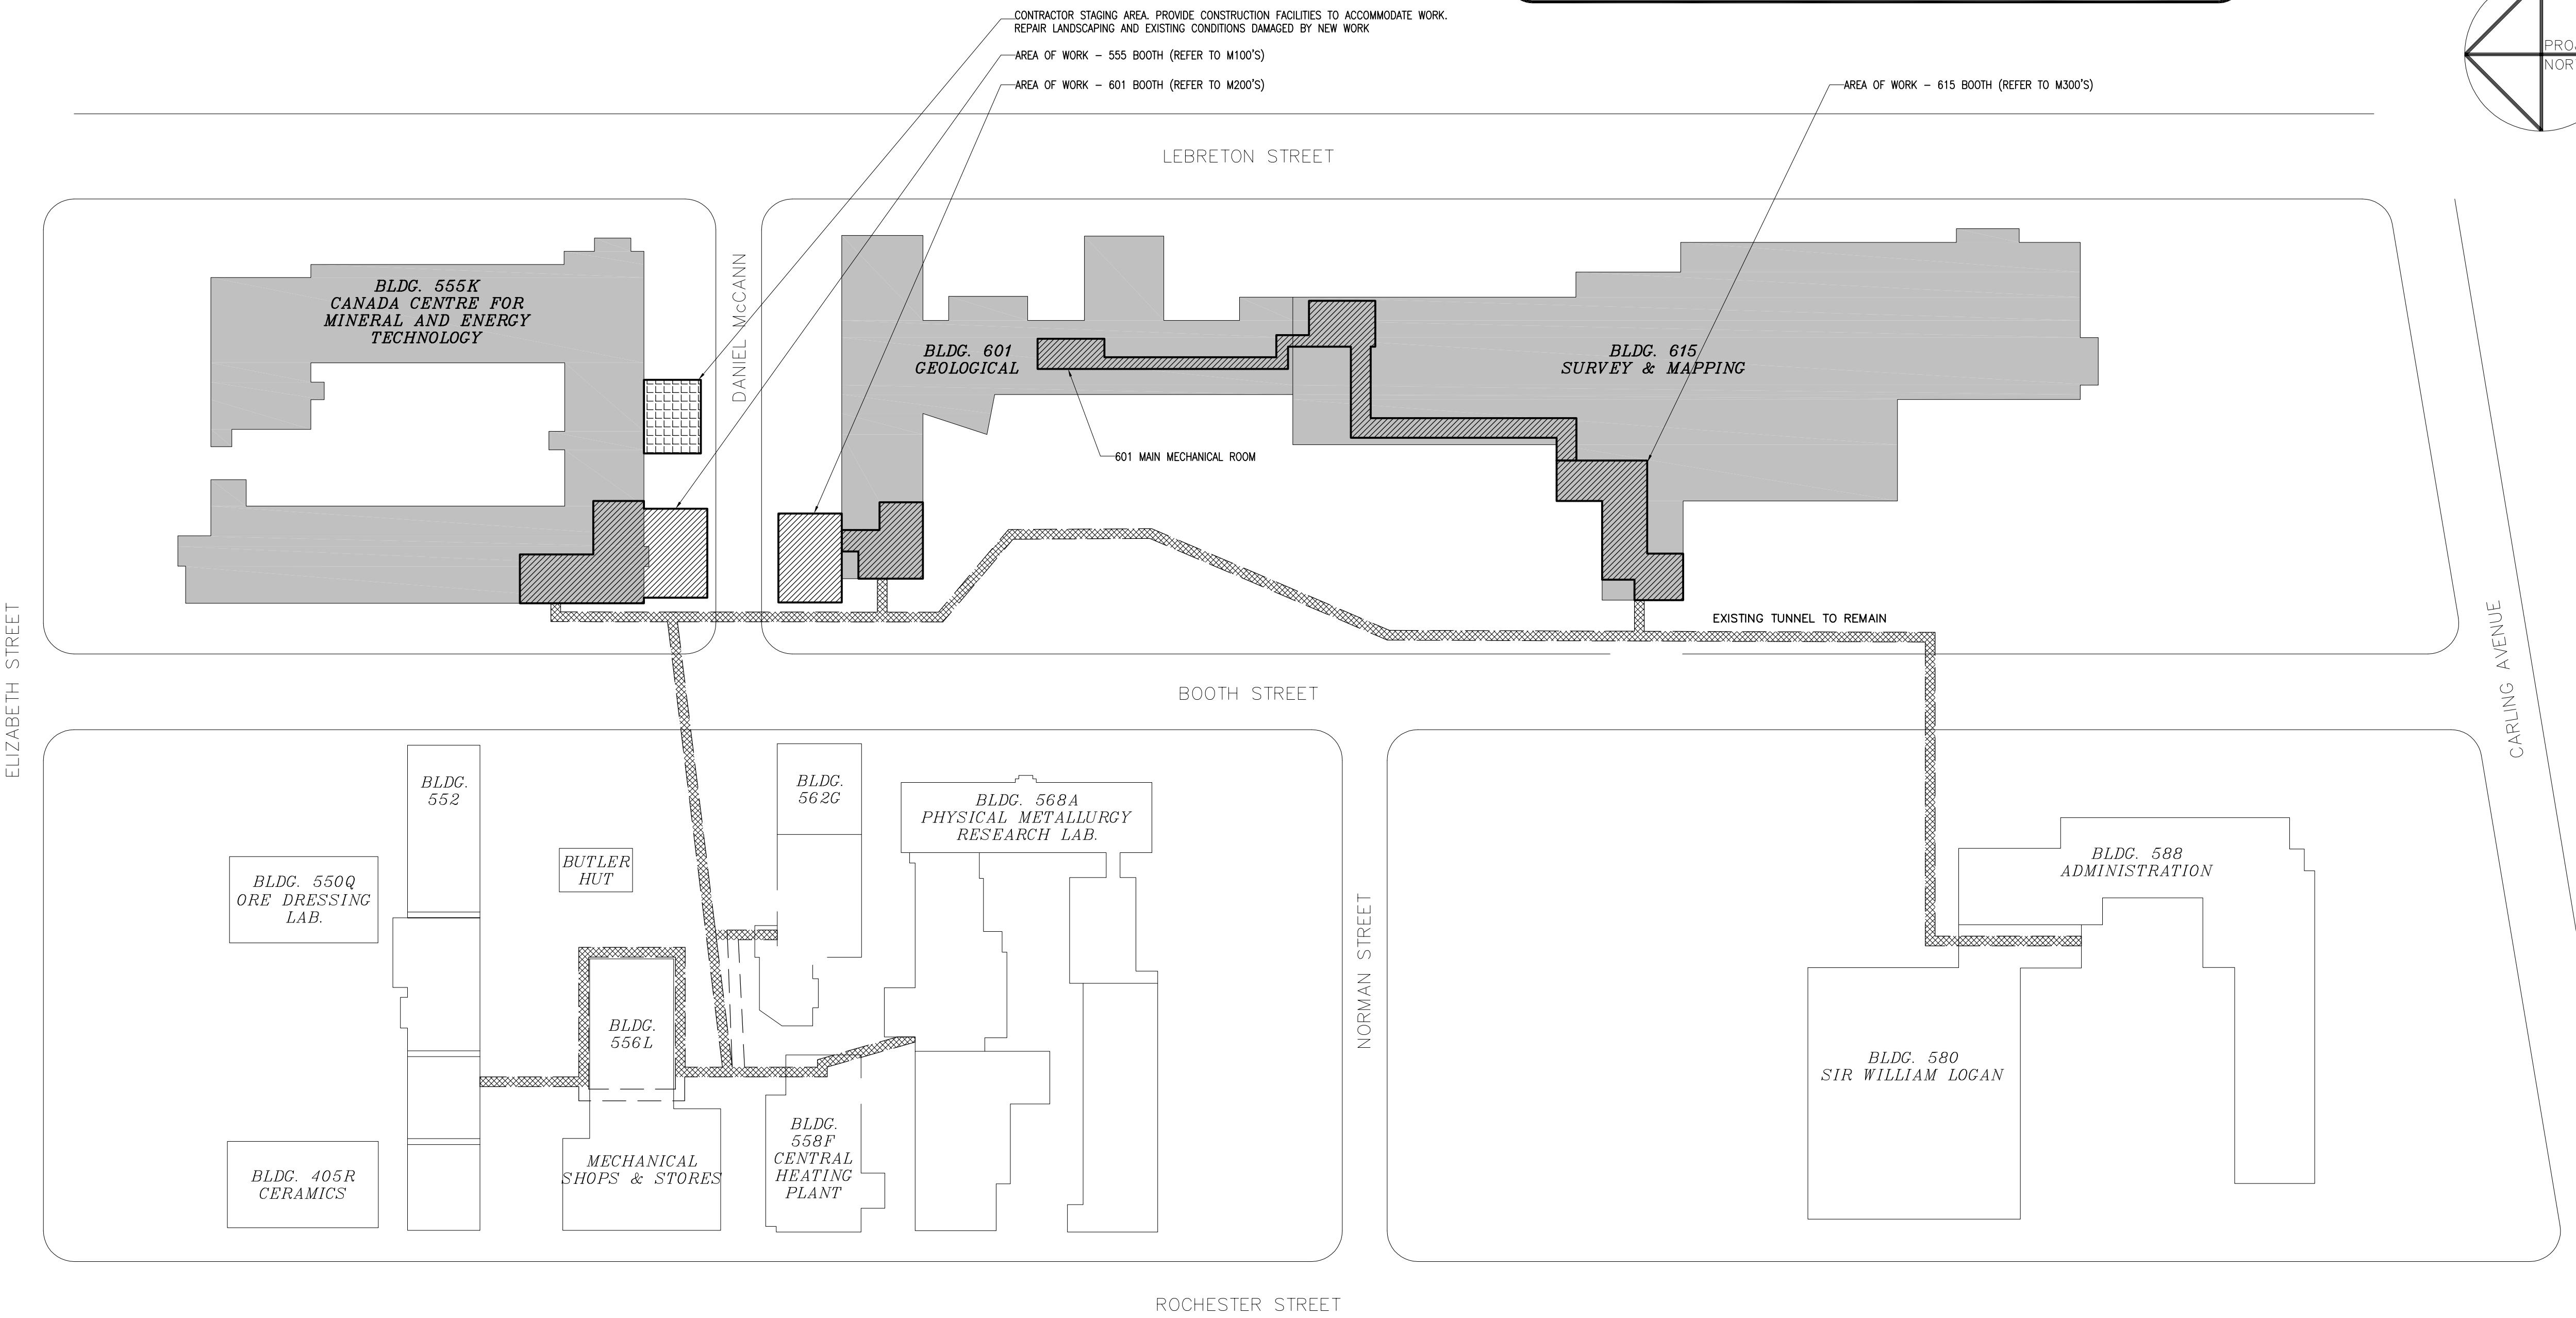 CONTRACTOR STAGING AREA. PROVIDE CONSTRUCTION FACILITIES TO ACCOMMODATE WORK.
REPAIR LANDSCAPING AND EXISTING CONDITIONS DAMAGED BY NEW WORK
AREA OF WORK – 555 BOOTH (REFER TO M100'S)
AREA OF WORK – 601 BOOTH (REFER TO M200'S)
AREA OF WORK – 615 BOOTH (REFER TO M300'S)
LEBRETON STREET
BLDG. 555K
CANADA CENTRE FOR
MINERAL AND ENERGY
TECHNOLOGY
DANIEL McCANN
BLDG. 601
GEOLOGICAL
BLDG. 615
SURVEY & MAPPING
601 MAIN MECHANICAL ROOM
EXISTING TUNNEL TO REMAIN
ELIZABETH STREET
BOOTH STREET
CARLING AVENUE
BLDG.
552
BLDG.
562G
BLDG. 568A
PHYSICAL METALLURGY
RESEARCH LAB.
BUTLER
HUT
BLDG. 550Q
ORE DRESSING
LAB.
BLDG. 588
ADMINISTRATION
NORMAN STREET
BLDG.
556L
BLDG. 580
SIR WILLIAM LOGAN
BLDG. 405R
CERAMICS
MECHANICAL
SHOPS & STORES
BLDG.
558F
CENTRAL
HEATING
PLANT
ROCHESTER STREET